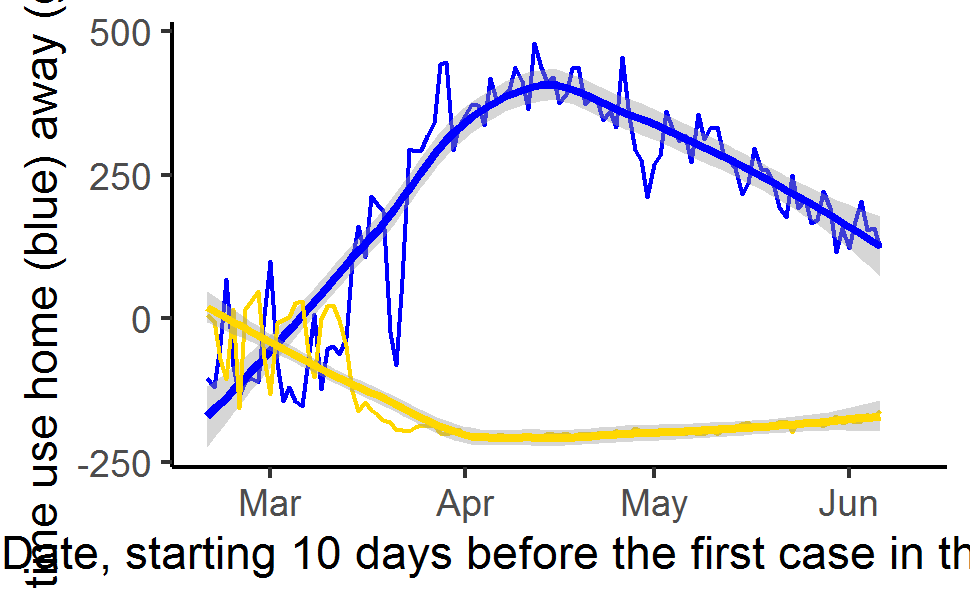 time use home (blue) away (
500
250
0
-250
Mar Apr May Jun
Date, starting 10 days before the first case in th